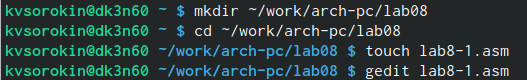 kvsorokin@dk3n60 ~ $ mkdir ~/work/arch-pc/lab08
kvsorokin@dk3n60 ~ $ cd ~/work/arch-pc/lab08
kvsorokin@dk3n60 ~/work/arch-pc/lab08 $ touch lab8-1.asm
kvsorokin@dk3n60 ~/work/arch-pc/lab08 $ gedit lab8-1.asm